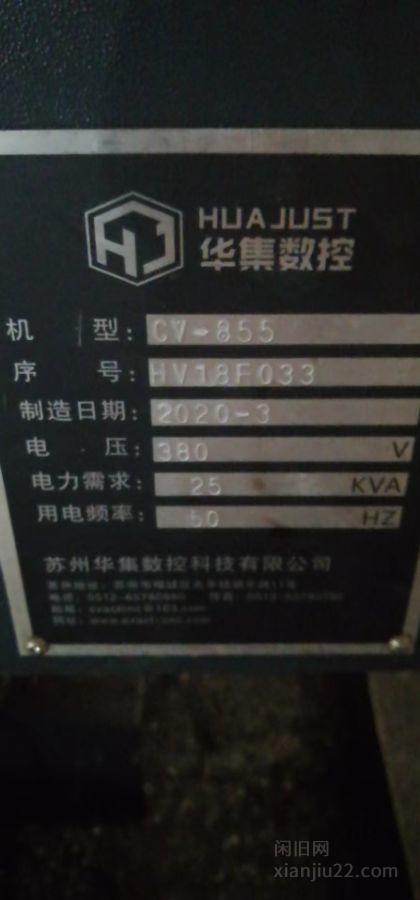 HUAJUST
华集数控
机 型: CV-855
序 号: HV18F033
制造日期: 2020-3
电 压: 380 V
电力需求: 25 KVA
用电频率: 50 HZ
苏州华集数控科技有限公司
闲旧网
xianjiu22.com